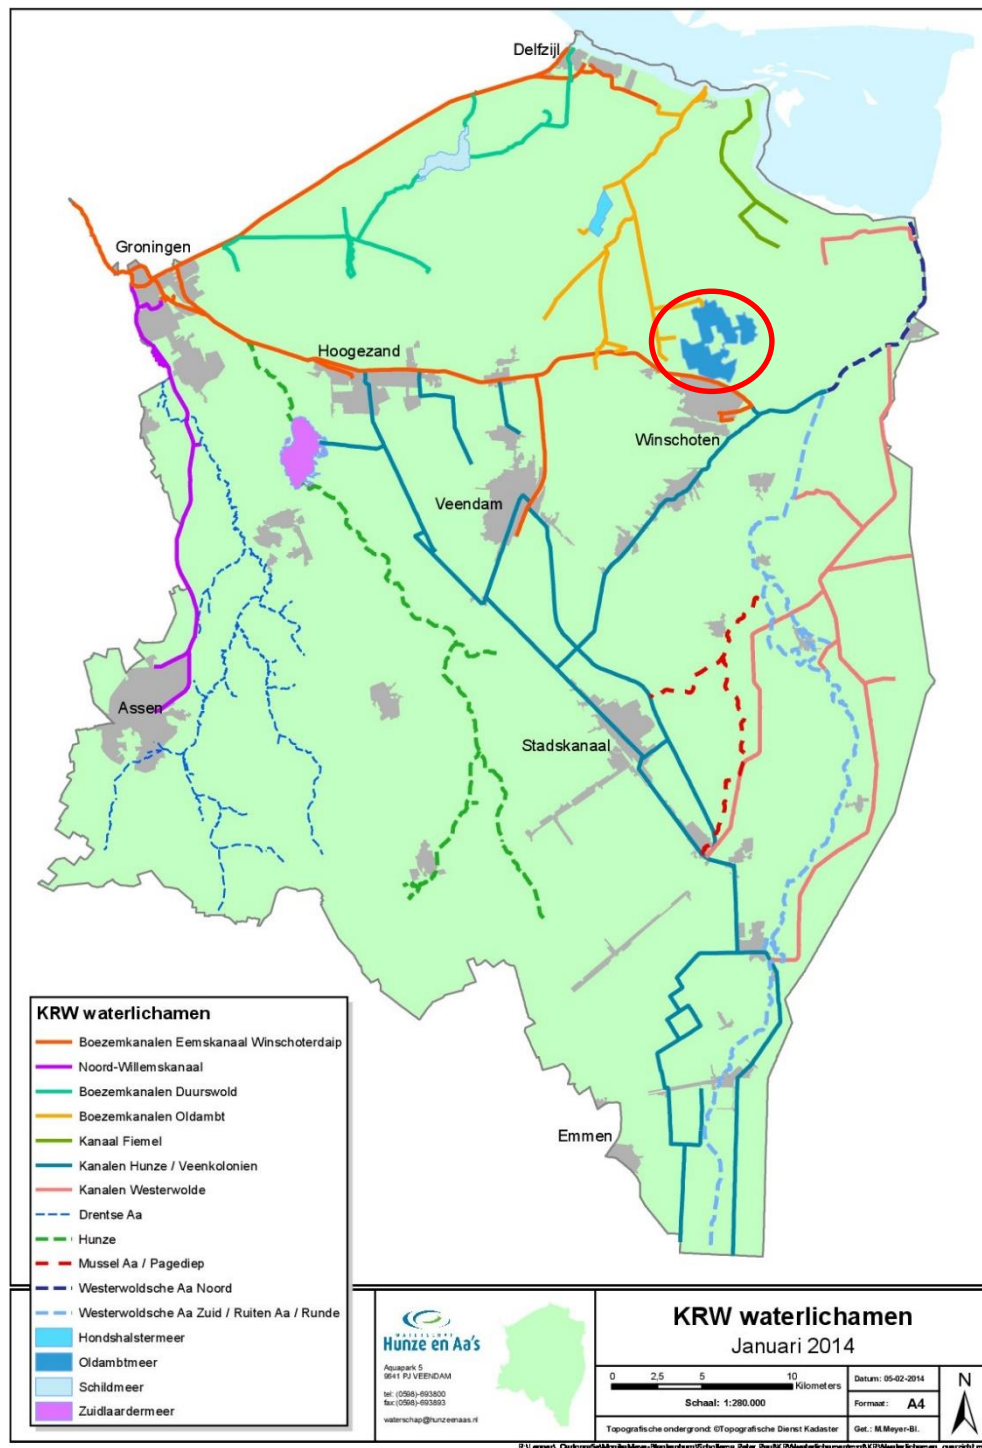 Delfzijl
Groningen
Hoogezand
Winschoten
Veendam
Assen
Stadskanaal
Emmen
KRW waterlichamen
Boezemkanalen Eemskanaal Winschoterdaip
Noord-Willemskanaal
Boezemkanalen Duurswold
Boezemkanalen Oldambt
Kanaal Fiemel
Kanalen Hunze / Veenkolonien
Kanalen Westerwolde
Drentse Aa
Hunze
Mussel Aa / Pagediep
Westerwoldsche Aa Noord
Westerwoldsche Aa Zuid / Ruiten Aa / Runde
Hondshalstermeer
Oldambtmeer
Schildmeer
Zuidlaardermeer
WATERSCHAP
Hunze en Aa's
Aquapark 5
9641 PJ VEENDAM
tel: (0598)-693800
fax:(0598)-693893
waterschap@hunzeenaas.nl
KRW waterlichamen
Januari 2014
0 2,5 5 10
Kilometers
Schaal: 1:280.000
Topografische ondergrond: ©Topografische Dienst Kadaster
Datum: 05-02-2014
Formaat: A4
Get.: M.Meyer-Bl.
N